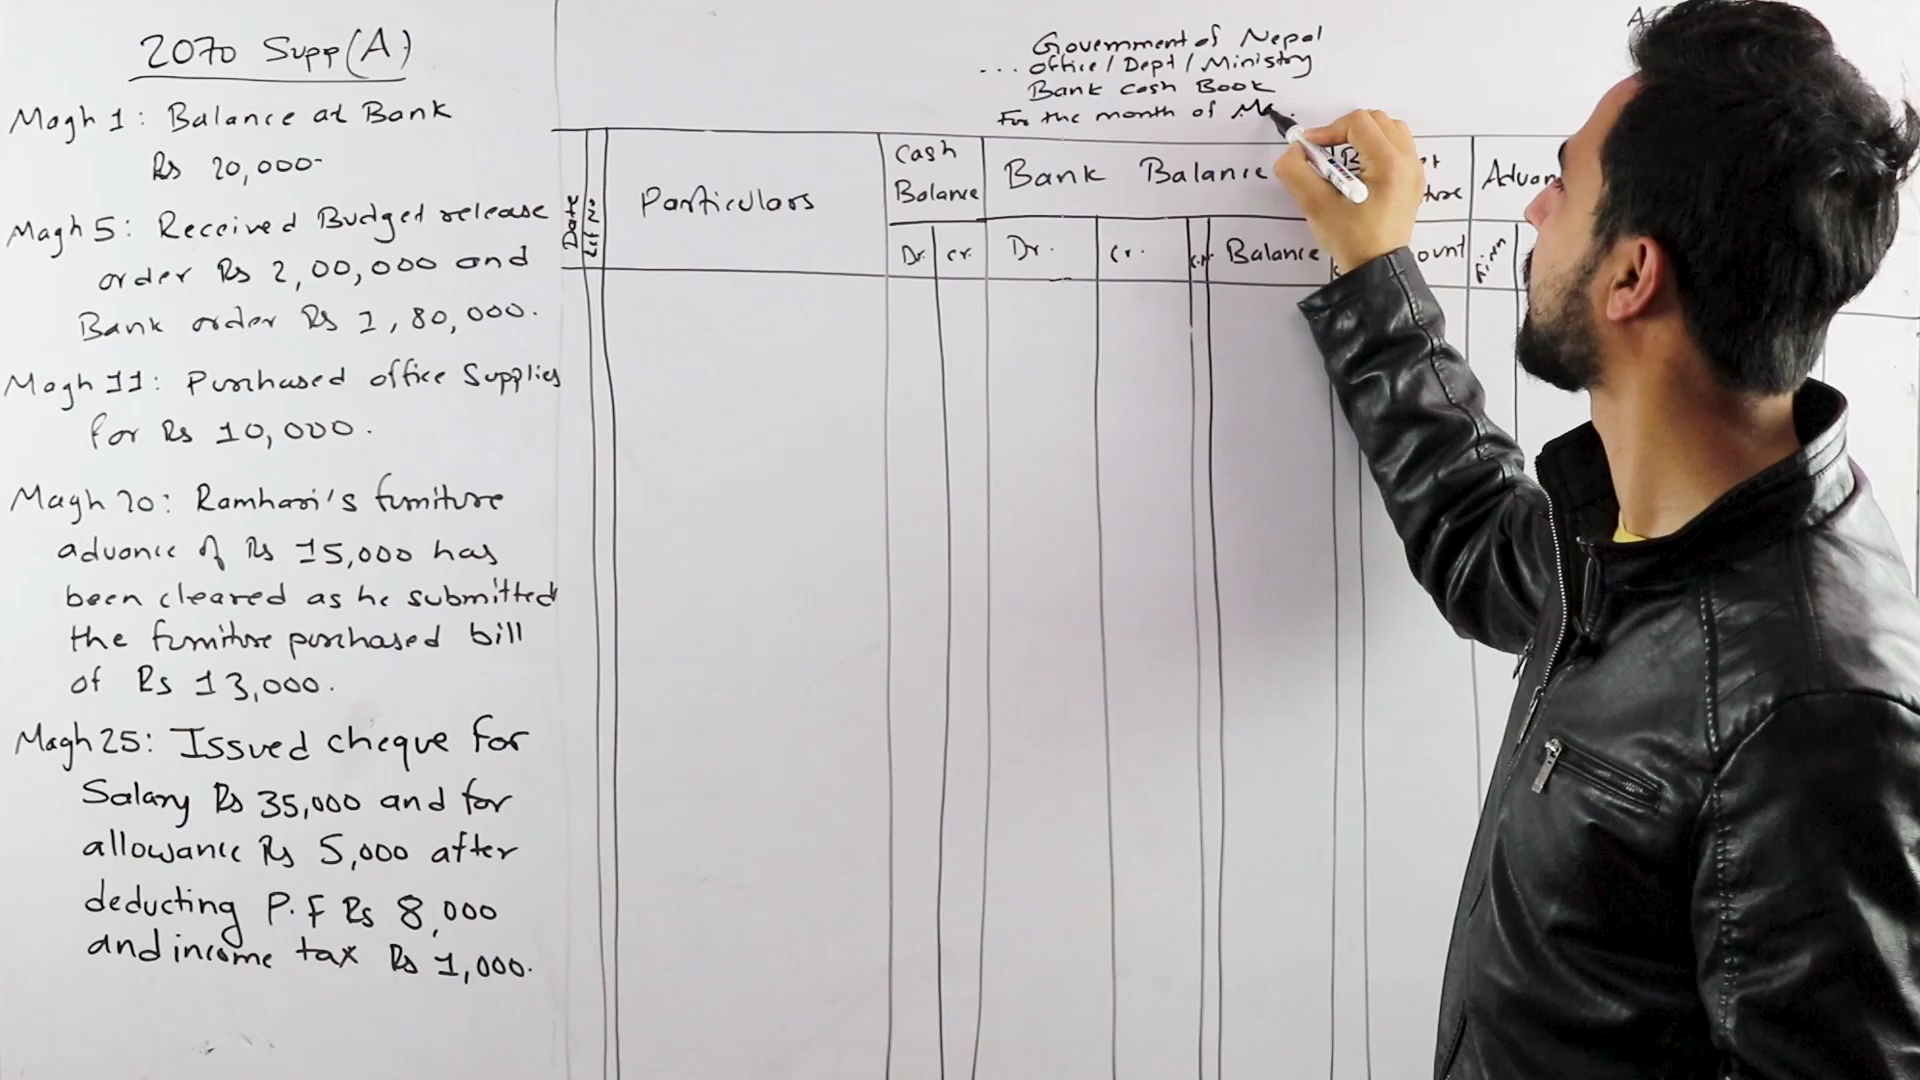 2070 Supp(A)
Magh 1: Balance at Bank
Rs 20,000-
Magh 5: Received Budget release
order Rs 2,00,000 and
Bank order Rs 1,80,000.
Magh 11: Purchased office Supplies
for Rs 10,000.
Magh 20: Ramhari's furniture
advance of Rs 15,000 has
been cleared as he submitted
the furniture purchased bill
of Rs 13,000.
Magh 25: Issued cheque for
Salary Rs 35,000 and for
allowance Rs 5,000 after
deducting P.F Rs 8,000
and income tax Rs 1,000.
Government of Nepal
... office / Dept / Ministry
Bank cash Book
For the month of Ma
Date
L.F No
Particulars
Cash
Balance
Dr. Cr.
Bank Balance
Dr. Cr. Balance